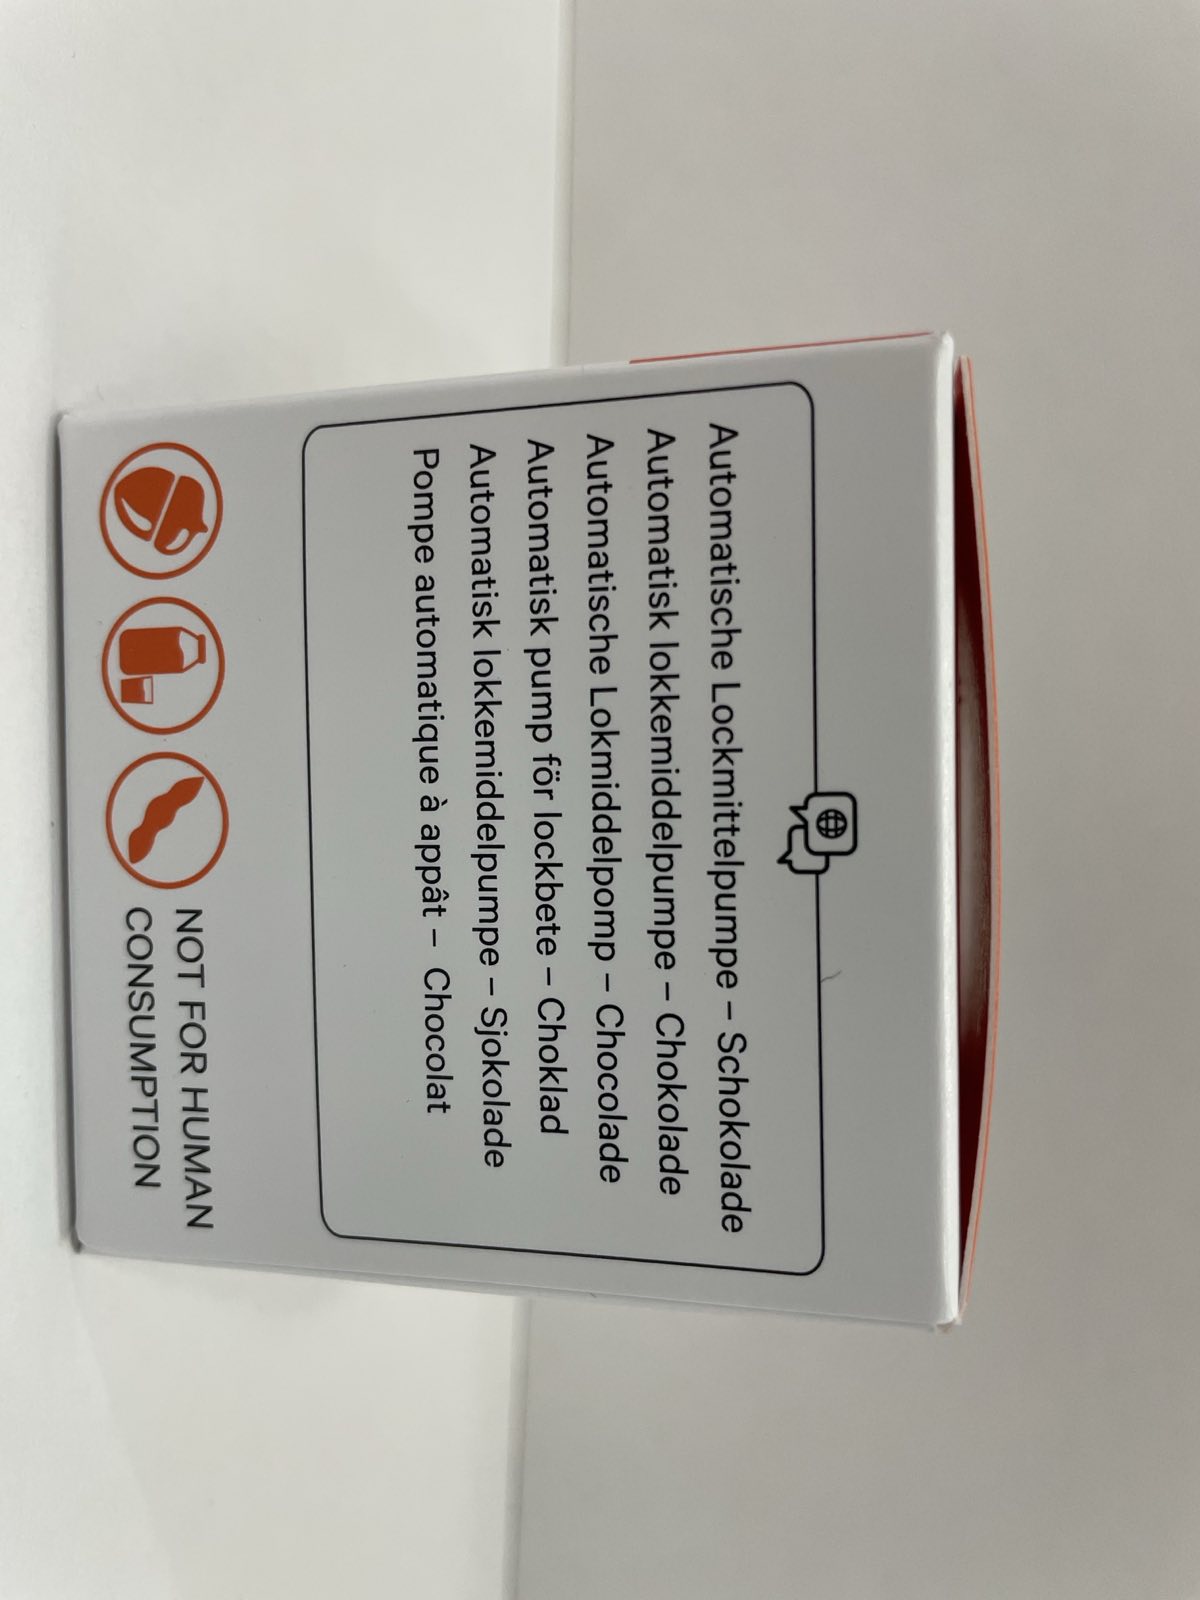 Automatische Lockmittelpumpe – Schokolade
Automatisk lokkemiddelpumpe – Chokolade
Automatische Lokmiddelpomp – Chocolade
Automatisk pump för lockbete – Choklad
Automatisk lokkemiddelpumpe – Sjokolade
Pompe automatique à appât – Chocolat
NOT FOR HUMAN
CONSUMPTION